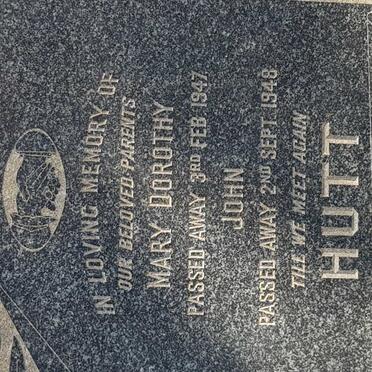 IN LOVING MEMORY OF
OUR BELOVED PARENTS
MARY DOROTHY
PASSED AWAY 3RD FEB 1947
JOHN
PASSED AWAY 2ND SEPT 1948
THE WE MEET AGAIN
HUTT